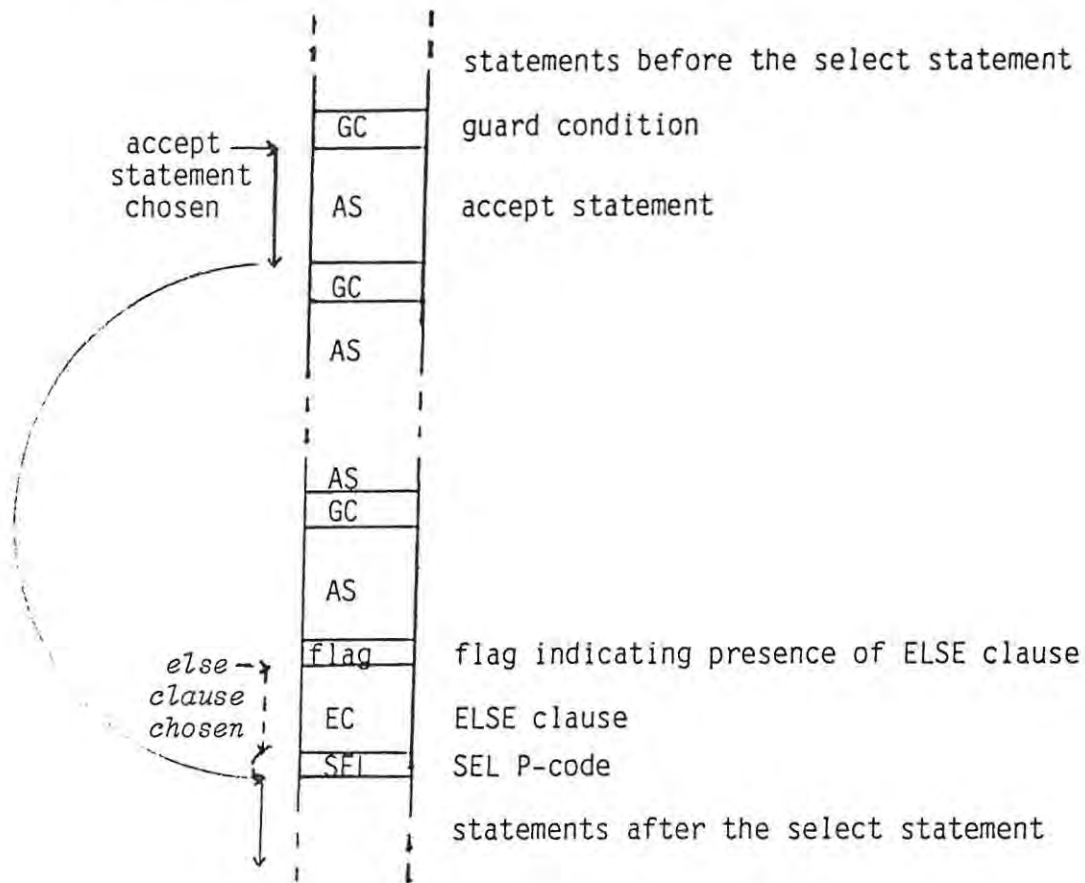 statements before the select statement
GC guard condition
accept
statement
chosen
AS accept statement
GC
AS
AS
GC
AS
flag flag indicating presence of ELSE clause
else
clause
chosen
EC ELSE clause
SEL SEL P-code
statements after the select statement